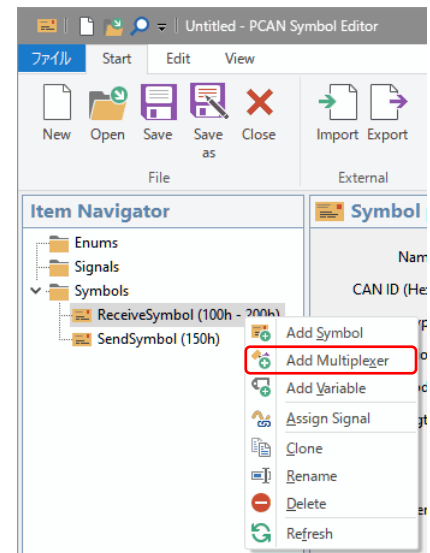 Untitled - PCAN Symbol Editor
ファイル Start Edit View
New Open Save Save as Close Import Export
File External
Item Navigator
Symbol
Enums
Signals
Symbols
ReceiveSymbol (100h - 200h)
SendSymbol (150h)
CAN ID (Hex
Add Symbol
Add Multiplexer
Add Variable
Assign Signal
Clone
Rename
Delete
Refresh